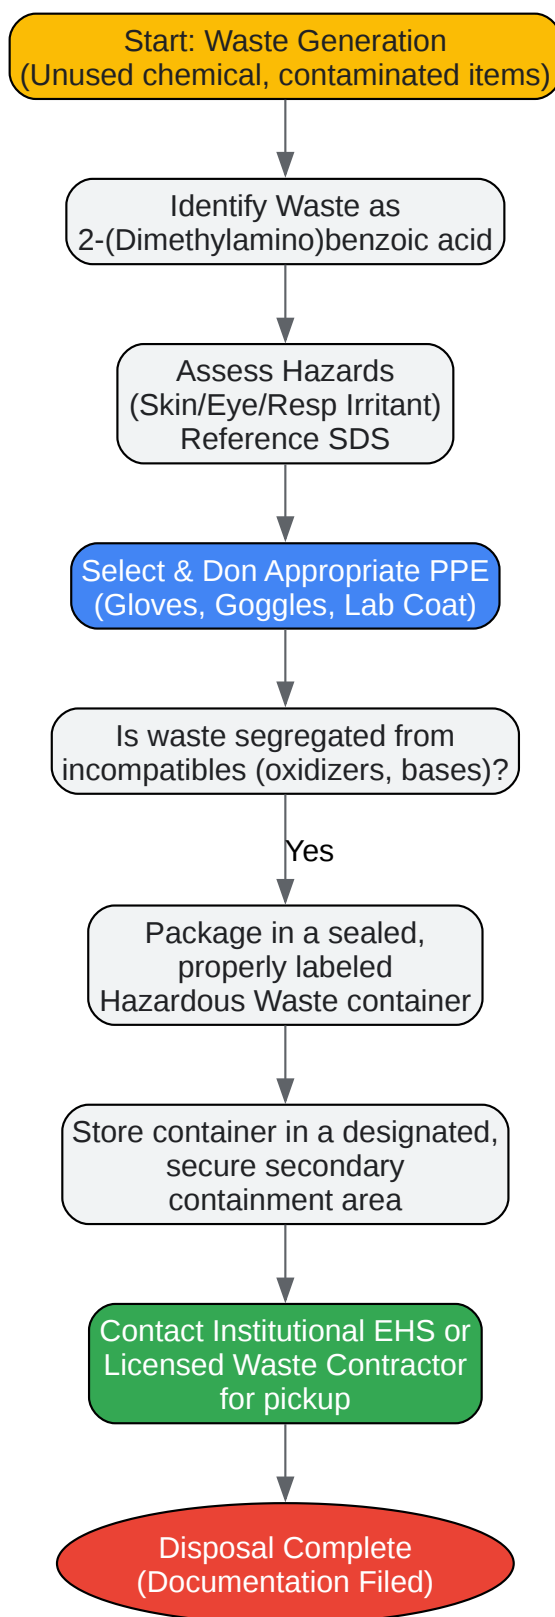 Start: Waste Generation
(Unused chemical, contaminated items)
Identify Waste as
2-(Dimethylamino)benzoic acid
Assess Hazards
(Skin/Eye/Resp Irritant)
Reference SDS
Select & Don Appropriate PPE
(Gloves, Goggles, Lab Coat)
Is waste segregated from
incompatibles (oxidizers, bases)?
Yes
Package in a sealed,
properly labeled
Hazardous Waste container
Store container in a designated,
secure secondary
containment area
Contact Institutional EHS or
Licensed Waste Contractor
for pickup
Disposal Complete
(Documentation Filed)